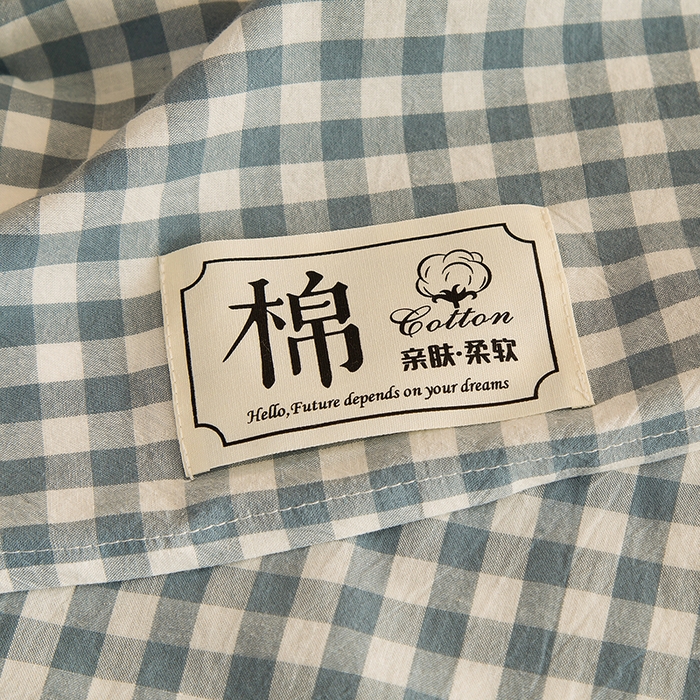 棉
Cotton
亲肤·柔软
Hello,Future depends on your dreams